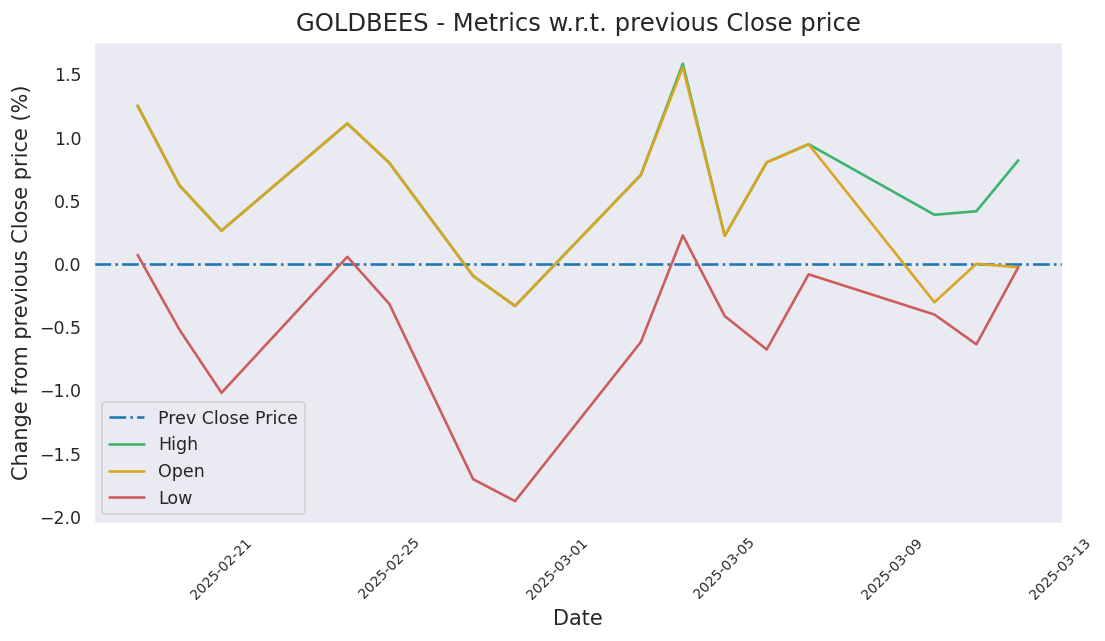 GOLDBEES - Metrics w.r.t. previous Close price
Change from previous Close price (%)
1.5
1.0
0.5
0.0
−0.5
−1.0
−1.5
−2.0
Prev Close Price
High
Open
Low
2025-02-21
2025-02-25
2025-03-01
2025-03-05
2025-03-09
2025-03-13
Date